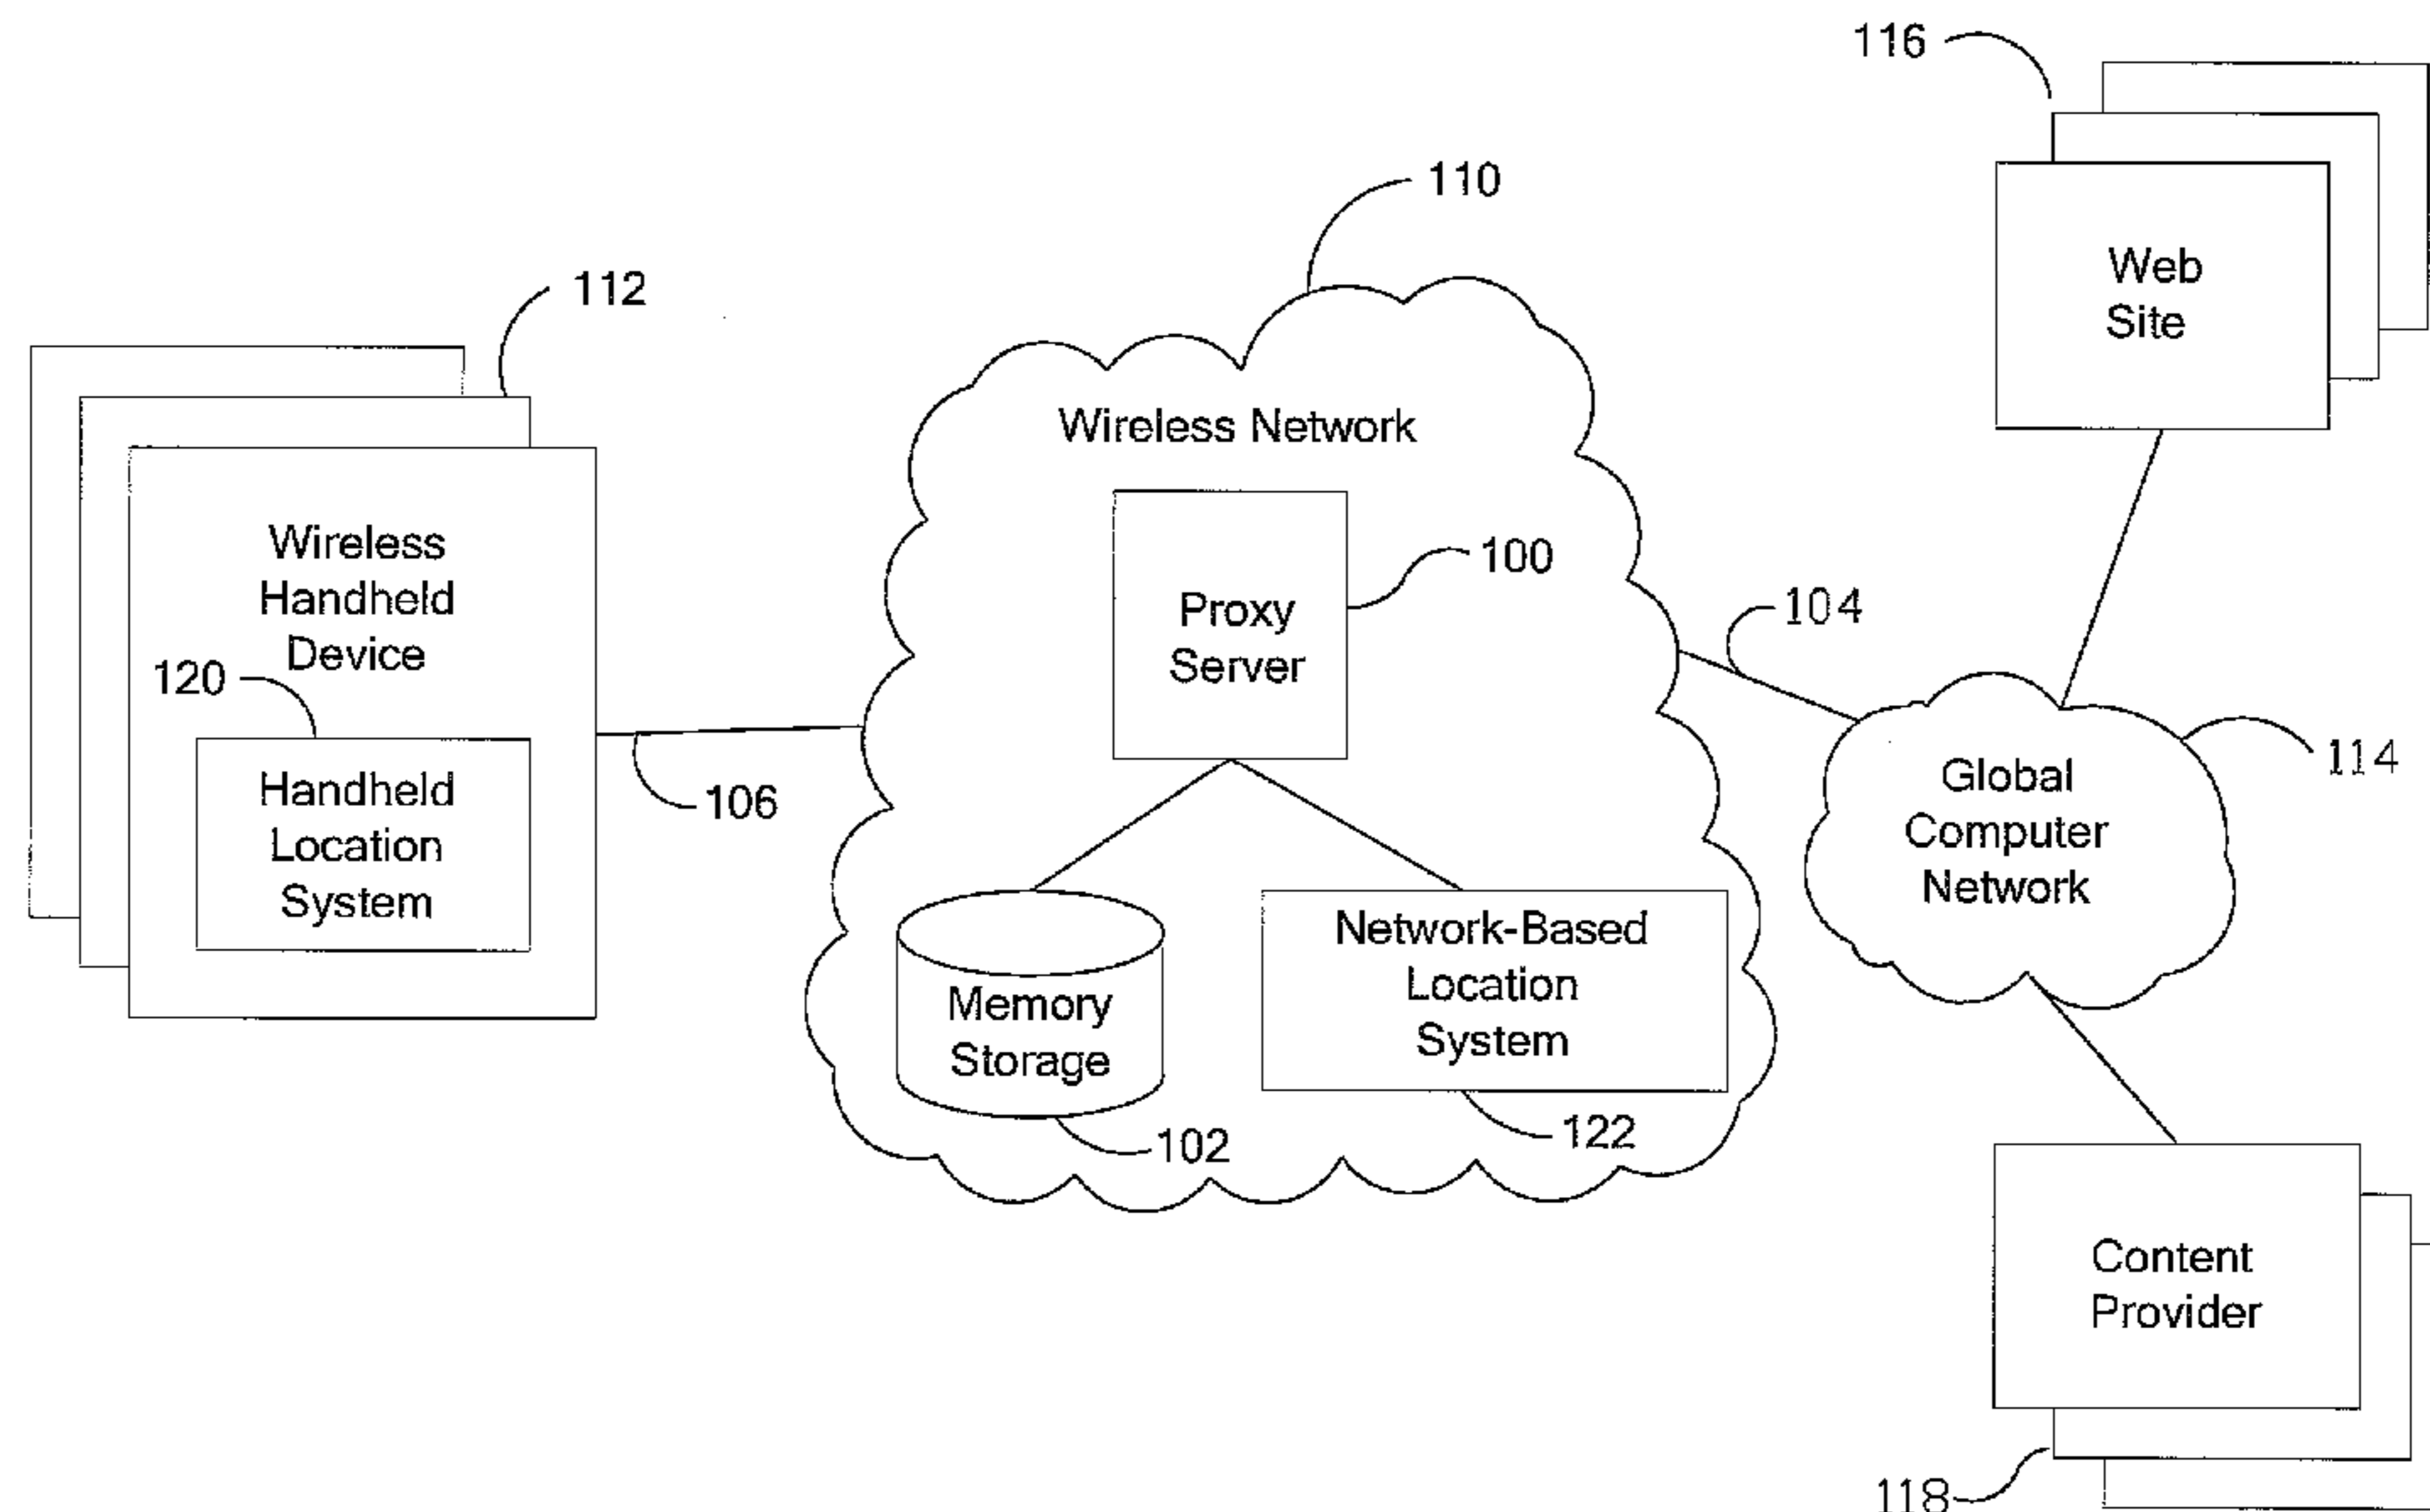 116
110
Web
Site
112
Wireless Network
Wireless
Handheld
Device
100
Proxy
Server
104
120
106
Handheld
Location
System
114
Global
Computer
Network
Memory
Storage
Network-Based
Location
System
102
122
Content
Provider
118